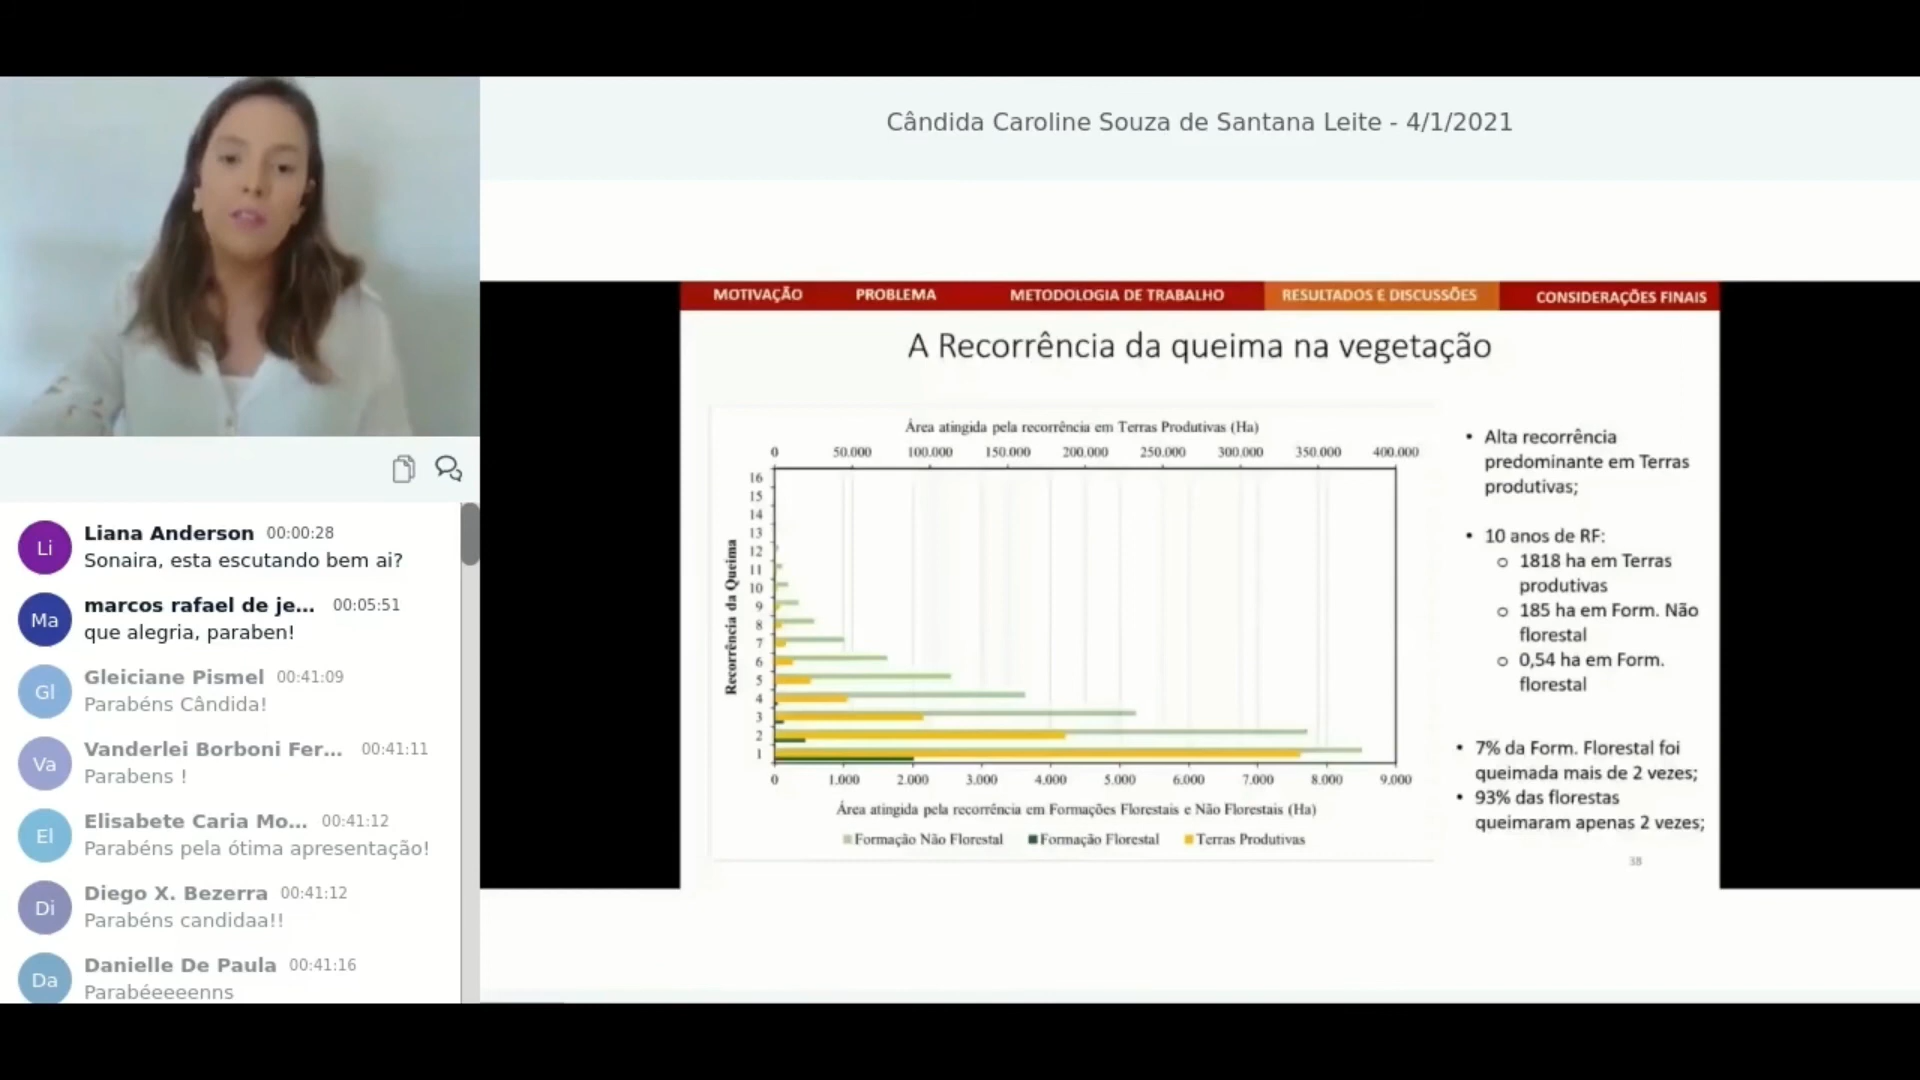 Cândida Caroline Souza de Santana Leite - 4/1/2021
Li
Liana Anderson 00:00:28
Sonaira, esta escutando bem ai?
Ma
marcos rafael de je... 00:05:51
que alegria, paraben!
Gl
Gleiciane Pismel 00:41:09
Parabéns Cândida!
Va
Vanderlei Borboni Fer... 00:41:11
Parabens !
El
Elisabete Caria Mo... 00:41:12
Parabéns pela ótima apresentação!
Di
Diego X. Bezerra 00:41:12
Parabéns candidaa!!
Da
Danielle De Paula 00:41:16
Parabéeeeenns
MOTIVAÇÃO PROBLEMA METODOLOGIA DE TRABALHO RESULTADOS E DISCUSSÕES CONSIDERAÇÕES FINAIS
A Recorrência da queima na vegetação
Área atingida pela recorrência em Terras Produtivas (Ha)
0 50.000 100.000 150.000 200.000 250.000 300.000 350.000 400.000
Recorrência da Queima
16
15
14
13
12
11
10
9
8
7
6
5
4
3
2
1
0 1.000 2.000 3.000 4.000 5.000 6.000 7.000 8.000 9.000
Área atingida pela recorrência em Formações Florestais e Não Florestais (Ha)
Formação Não Florestal Formação Florestal Terras Produtivas
• Alta recorrência
predominante em Terras
produtivas;
• 10 anos de RF:
o 1818 ha em Terras
produtivas
o 185 ha em Form. Não
florestal
o 0,54 ha em Form.
florestal
• 7% da Form. Florestal foi
queimada mais de 2 vezes;
• 93% das florestas
queimaram apenas 2 vezes;
38